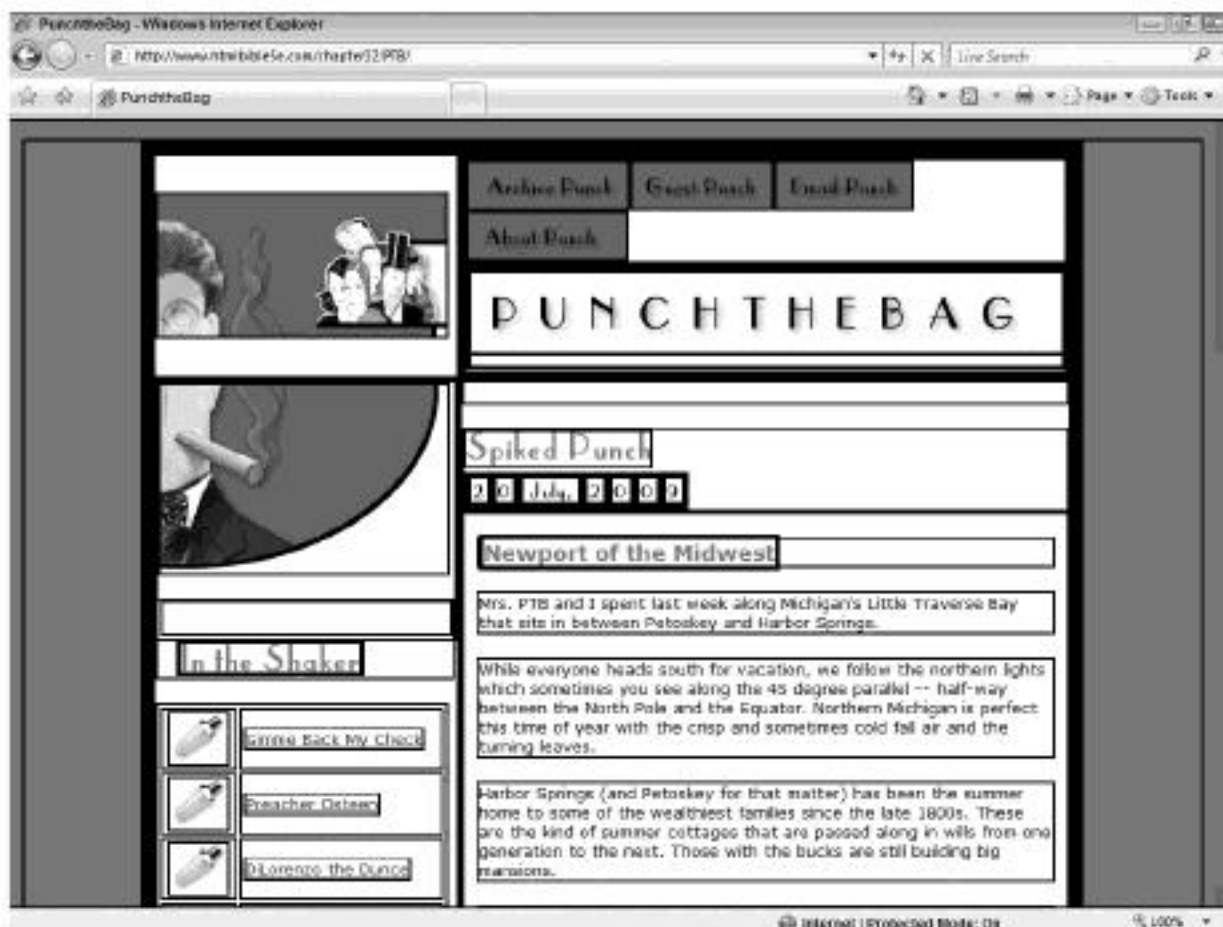 PunchtheBag - Windows Internet Explorer
http://www.htmlbible5e.com/chapter32/PTB/
Live Search
PunchtheBag
Page
Tools
Archive Punch Guest Punch Email Punch
About Punch
PUNCHTHEBAG
Spiked Punch
20 July, 2009
Newport of the Midwest
Mrs. PTB and I spent last week along Michigan's Little Traverse Bay
that sits in between Petoskey and Harbor Springs.
While everyone heads south for vacation, we follow the northern lights
which sometimes you see along the 45 degree parallel -- half-way
between the North Pole and the Equator. Northern Michigan is perfect
this time of year with the crisp and sometimes cold fall air and the
turning leaves.
Harbor Springs (and Petoskey for that matter) has been the summer
home to some of the wealthiest families since the late 1800s. These
are the kind of summer cottages that are passed along in wills from one
generation to the next. Those with the bucks are still building big
mansions.
In the Shaker
Gimme Back My Check
Preacher Osteen
DiLorenzo the Dunce
Internet | Protected Mode: On
100%